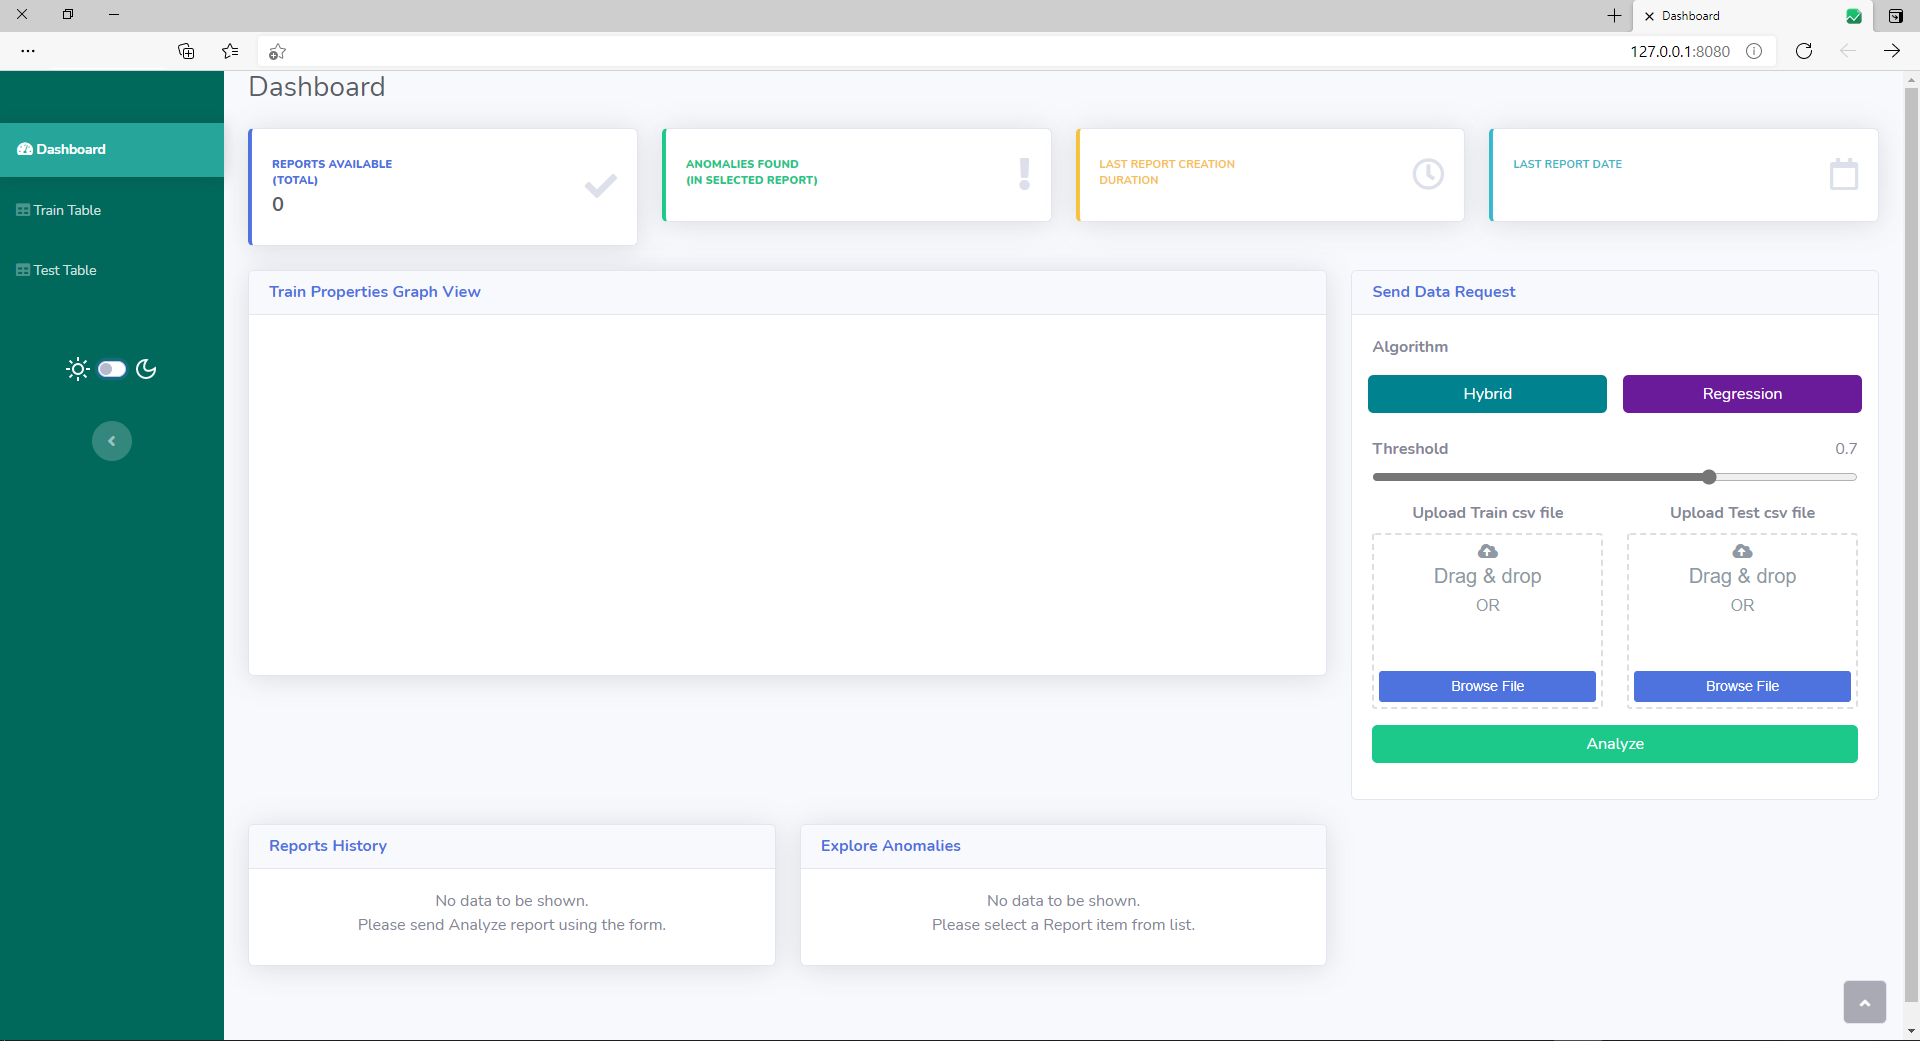 Dashboard
127.0.0.1:8080
Dashboard
Train Table
Test Table
Dashboard
REPORTS AVAILABLE
(TOTAL)
0
ANOMALIES FOUND
(IN SELECTED REPORT)
LAST REPORT CREATION
DURATION
LAST REPORT DATE
Train Properties Graph View
Send Data Request
Algorithm
Hybrid
Regression
Threshold
0.7
Upload Train csv file
Drag & drop
OR
Browse File
Upload Test csv file
Drag & drop
OR
Browse File
Analyze
Reports History
No data to be shown.
Please send Analyze report using the form.
Explore Anomalies
No data to be shown.
Please select a Report item from list.